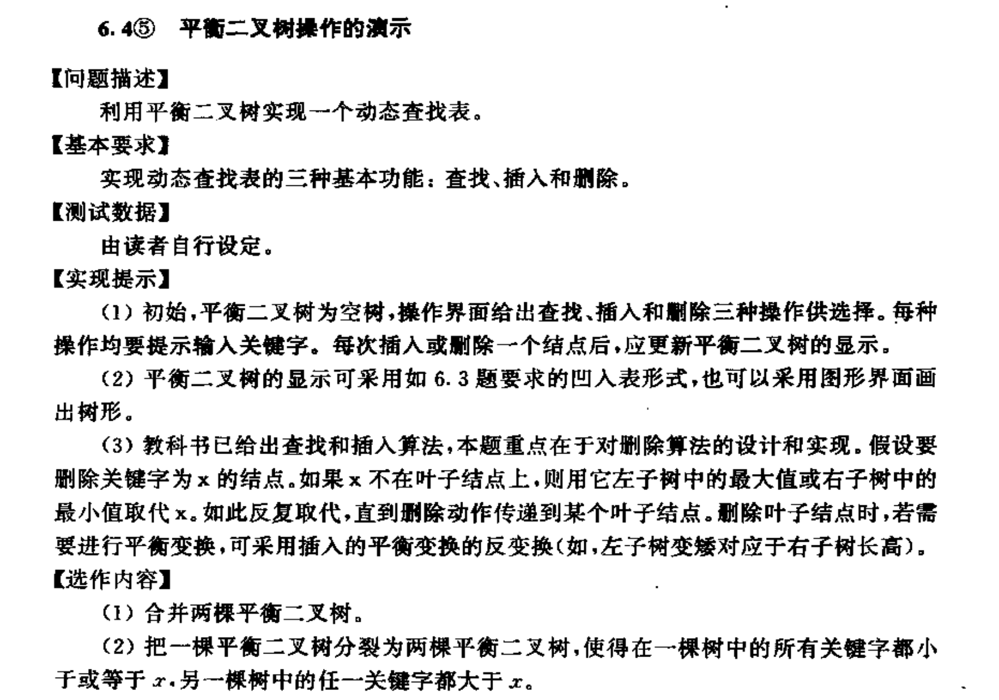 6.4⑤ 平衡二叉树操作的演示
【问题描述】
利用平衡二叉树实现一个动态查找表。
【基本要求】
实现动态查找表的三种基本功能：查找、插入和删除。
【测试数据】
由读者自行设定。
【实现提示】
（1）初始，平衡二叉树为空树，操作界面给出查找、插入和删除三种操作供选择。每种
操作均要提示输入关键字。每次插入或删除一个结点后，应更新平衡二叉树的显示。
（2）平衡二叉树的显示可采用如 6.3 题要求的凹入表形式，也可以采用图形界面画
出树形。
（3）教科书已给出查找和插入算法，本题重点在于对删除算法的设计和实现。假设要
删除关键字为 x 的结点。如果 x 不在叶子结点上，则用它左子树中的最大值或右子树中的
最小值取代 x。如此反复取代，直到删除动作传递到某个叶子结点。删除叶子结点时，若需
要进行平衡变换，可采用插入的平衡变换的反变换（如，左子树变矮对应于右子树长高）。
【选作内容】
（1）合并两棵平衡二叉树。
（2）把一棵平衡二叉树分裂为两棵平衡二叉树，使得在一棵树中的所有关键字都小
于或等于 x，另一棵树中的任一关键字都大于 x。